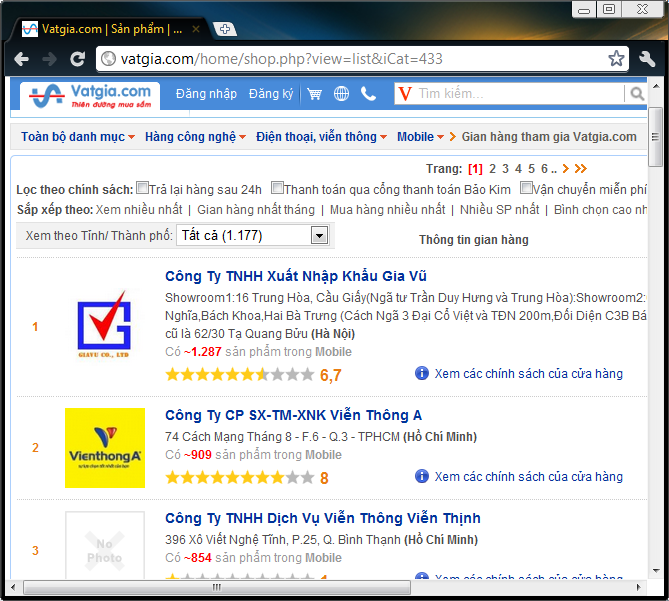 Vatgia.com | Sản phẩm | ...
vatgia.com/home/shop.php?view=list&iCat=433
Vatgia.com
Thiên đường mua sắm
Đăng nhập Đăng ký
V Tìm kiếm...
Toàn bộ danh mục Hàng công nghệ Điện thoại, viễn thông Mobile Gian hàng tham gia Vatgia.com
Trang: [1] 2 3 4 5 6 ..
Lọc theo chính sách: Trả lại hàng sau 24h Thanh toán qua cổng thanh toán Bảo Kim Vận chuyển miễn phí
Sắp xếp theo: Xem nhiều nhất | Gian hàng nhất tháng | Mua hàng nhiều nhất | Nhiều SP nhất | Bình chọn cao nh
Xem theo Tỉnh/ Thành phố: Tất cả (1.177)
Thông tin gian hàng
1
GIAVU CO., LTD
Công Ty TNHH Xuất Nhập Khẩu Gia Vũ
Showroom1:16 Trung Hòa, Cầu Giấy(Ngã tư Trần Duy Hưng và Trung Hòa):Showroom2:
Nghĩa,Bách Khoa,Hai Bà Trưng (Cách Ngã 3 Đại Cồ Việt và TĐN 200m,Đối Diện C3B Bá
cũ là 62/30 Tạ Quang Bửu (Hà Nội)
Có ~1.287 sản phẩm trong Mobile
6,7
Xem các chính sách của cửa hàng
2
VienthongA
Công Ty CP SX-TM-XNK Viễn Thông A
74 Cách Mạng Tháng 8 - F.6 - Q.3 - TPHCM (Hồ Chí Minh)
Có ~909 sản phẩm trong Mobile
8
Xem các chính sách của cửa hàng
3
No
Photo
Công Ty TNHH Dịch Vụ Viễn Thông Viễn Thịnh
396 Xô Viết Nghệ Tĩnh, P.25, Q. Bình Thạnh (Hồ Chí Minh)
Có ~854 sản phẩm trong Mobile
1
Xem các chính sách của cửa hàng